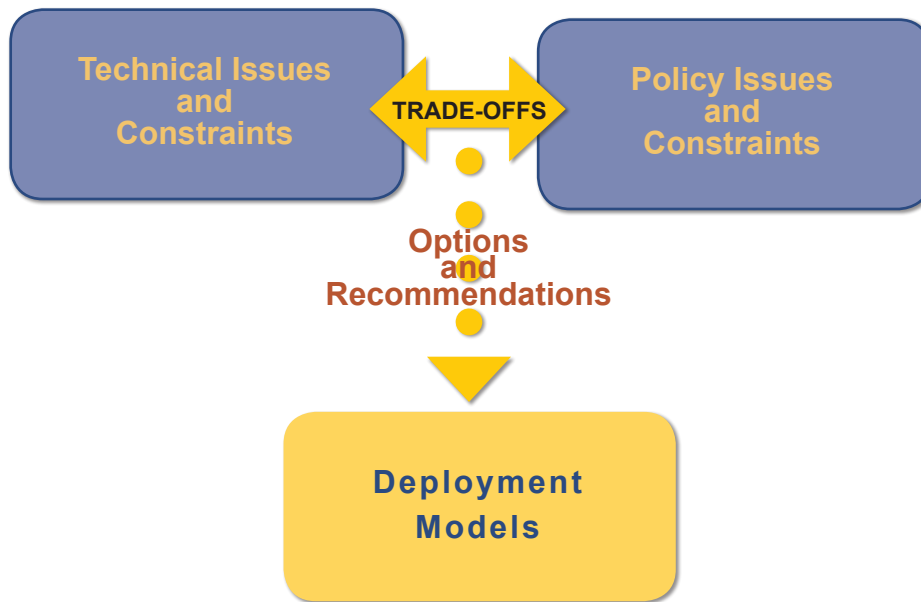 Technical Issues
and
Constraints
TRADE-OFFS
Policy Issues
and
Constraints
Options
and
Recommendations
Deployment
Models